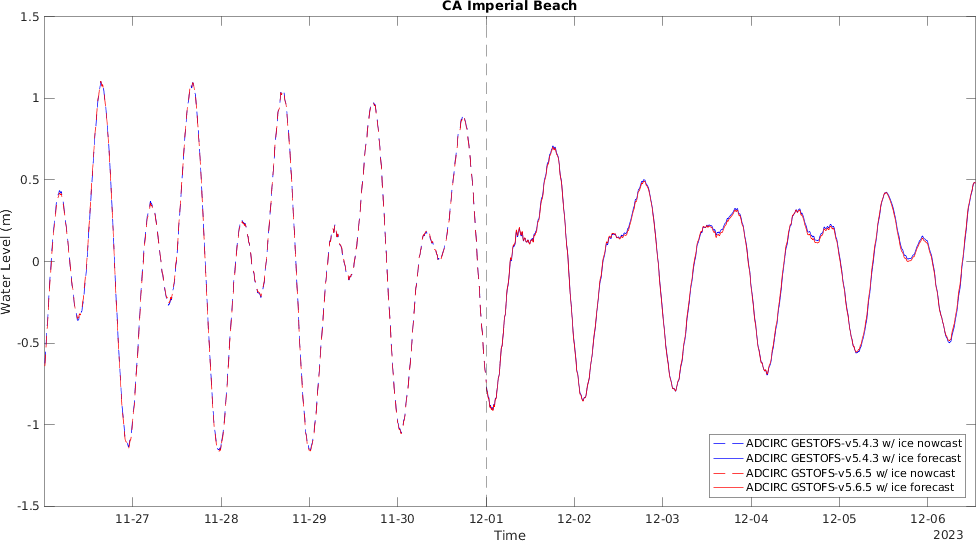 CA Imperial Beach
1.5
1
0.5
0
-0.5
-1
-1.5
Water Level (m)
11-27
11-28
11-29
11-30
12-01
12-02
12-03
12-04
12-05
12-06
Time
2023
ADCIRC GESTOFS-v5.4.3 w/ ice nowcast
ADCIRC GESTOFS-v5.4.3 w/ ice forecast
ADCIRC GSTOFS-v5.6.5 w/ ice nowcast
ADCIRC GSTOFS-v5.6.5 w/ ice forecast